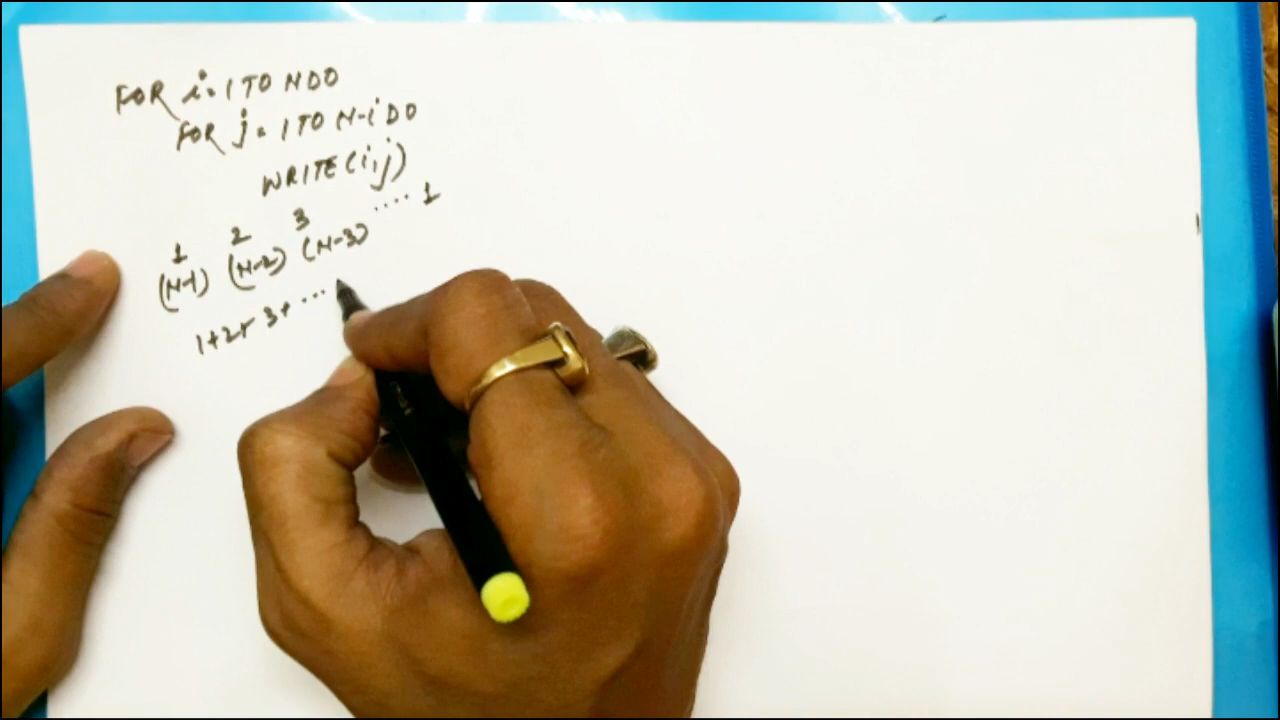 FOR i = 1 TO N DO
FOR j = 1 TO N-i DO
WRITE(i,j)
1 2 3 .... 1
(N-1) (N-2) (N-3)
1+2+3+...